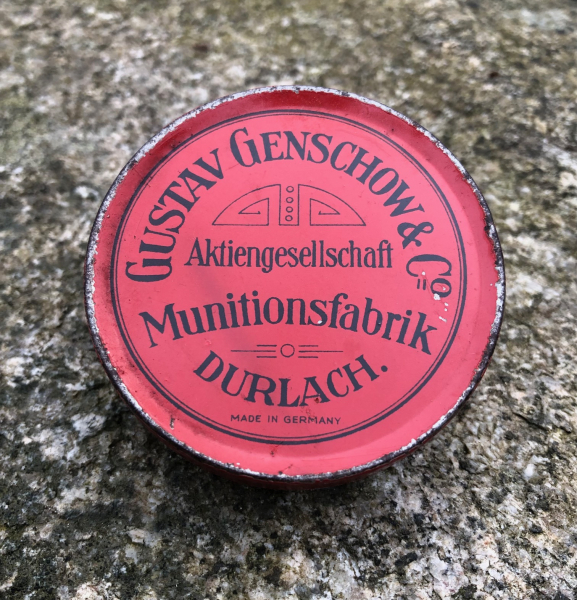 GUSTAV GENSCHOW & Co
Aktiengesellschaft
Munitionsfabrik
DURLACH.
MADE IN GERMANY